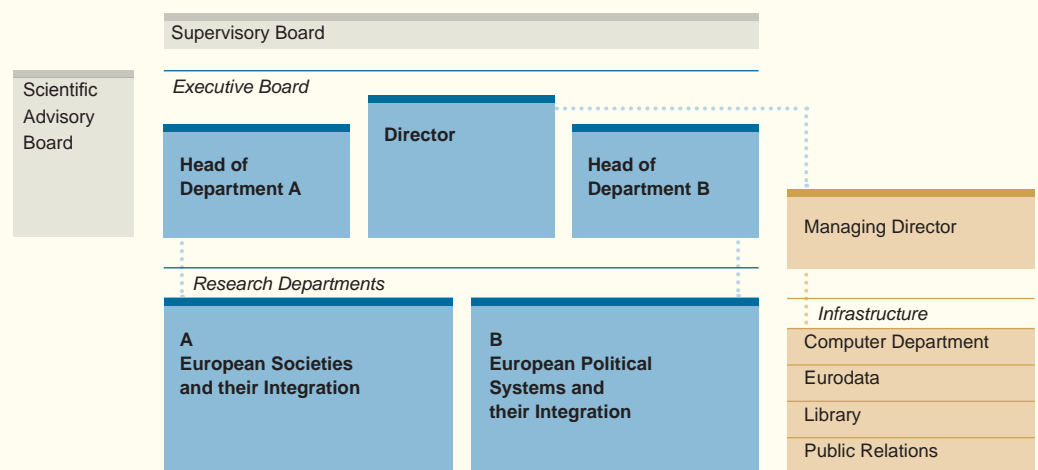 Supervisory Board
Scientific
Advisory
Board
Executive Board
Head of
Department A
Director
Head of
Department B
Managing Director
Research Departments
A
European Societies
and their Integration
B
European Political
Systems and
their Integration
Infrastructure
Computer Department
Eurodata
Library
Public Relations